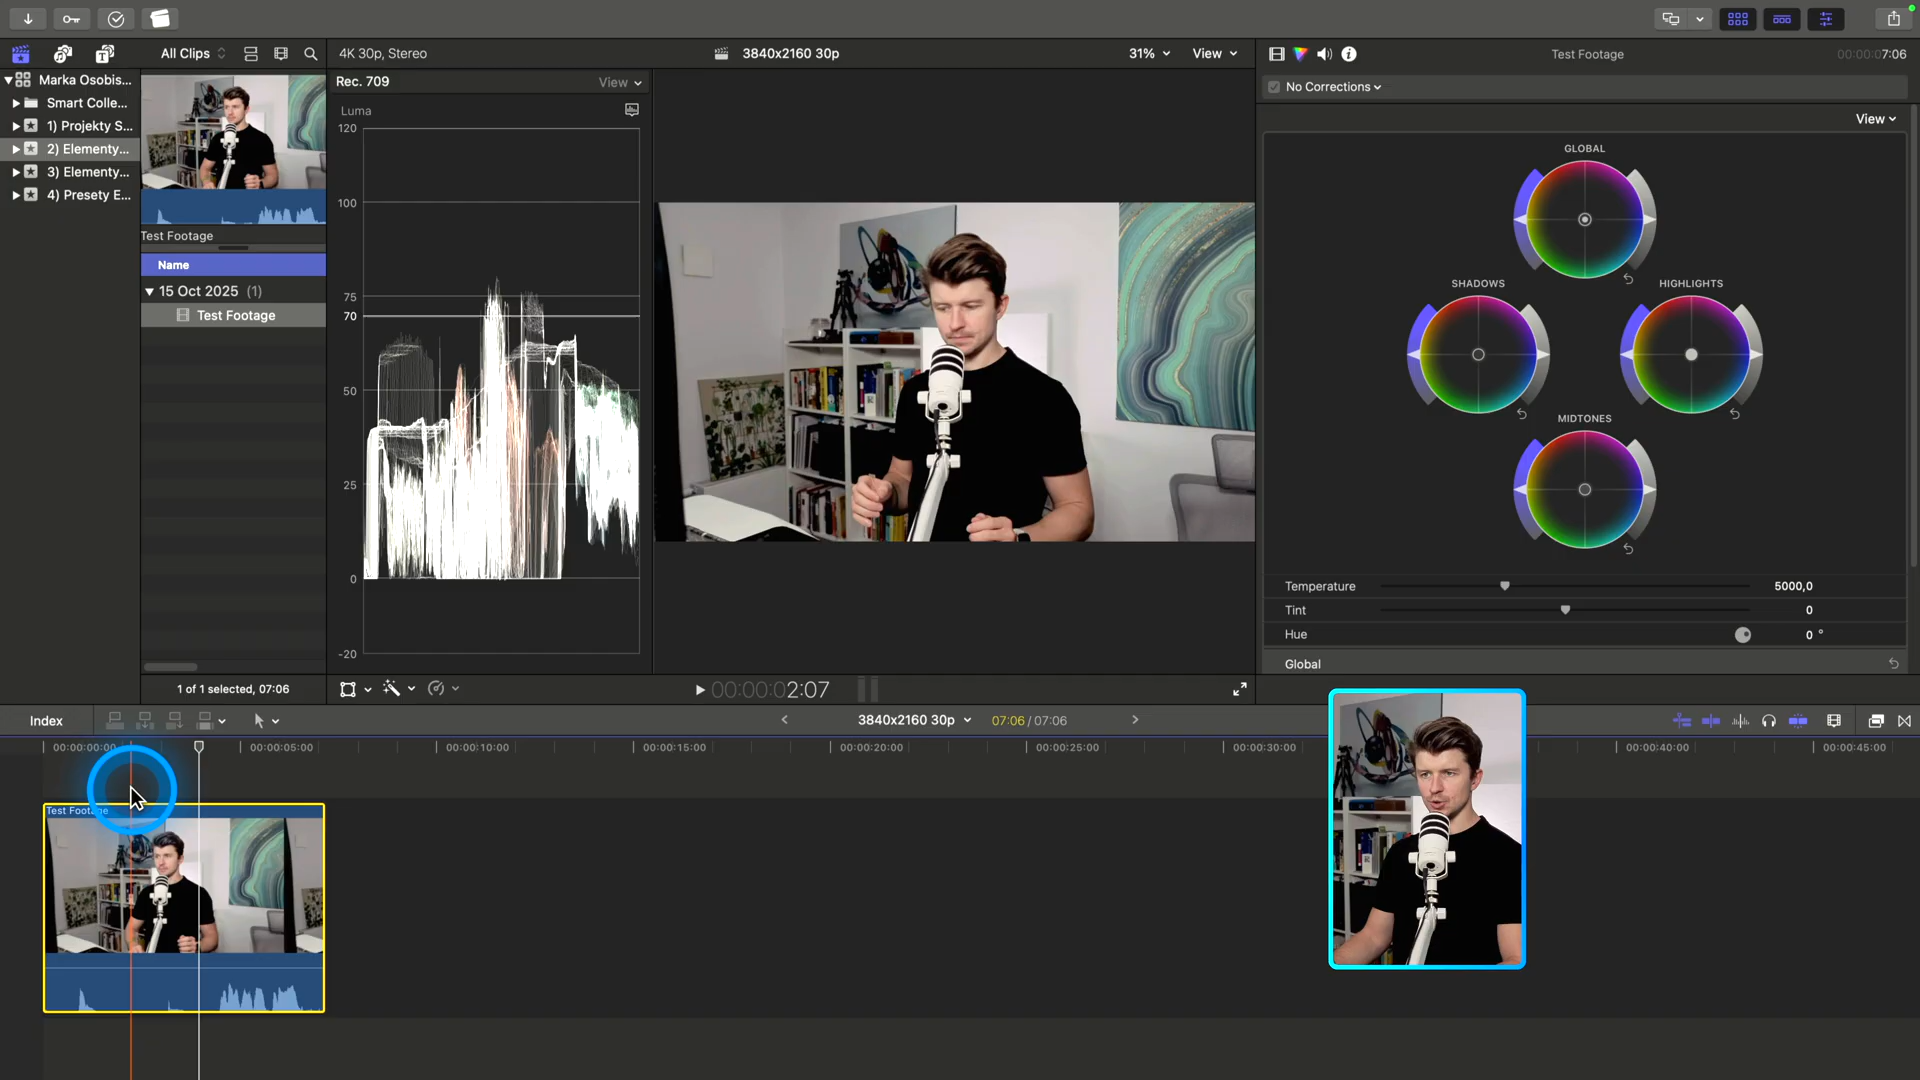 All Clips
4K 30p, Stereo
3840x2160 30p
31%
View
Test Footage
00:00:07:06
Marka Osobis...
Smart Colle...
1) Projekty S...
2) Elementy...
3) Elementy...
4) Presety E...
Test Footage
Name
15 Oct 2025 (1)
Test Footage
1 of 1 selected, 07:06
Rec. 709
View
Luma
120
100
75
70
50
25
0
-20
00:00:02:07
No Corrections
View
GLOBAL
SHADOWS
HIGHLIGHTS
MIDTONES
Temperature
5000,0
Tint
0
Hue
0 °
Global
Index
3840x2160 30p
07:06 / 07:06
00:00:00:00
00:00:05:00
00:00:10:00
00:00:15:00
00:00:20:00
00:00:25:00
00:00:30:00
00:00:40:00
00:00:45:00
Test Footage